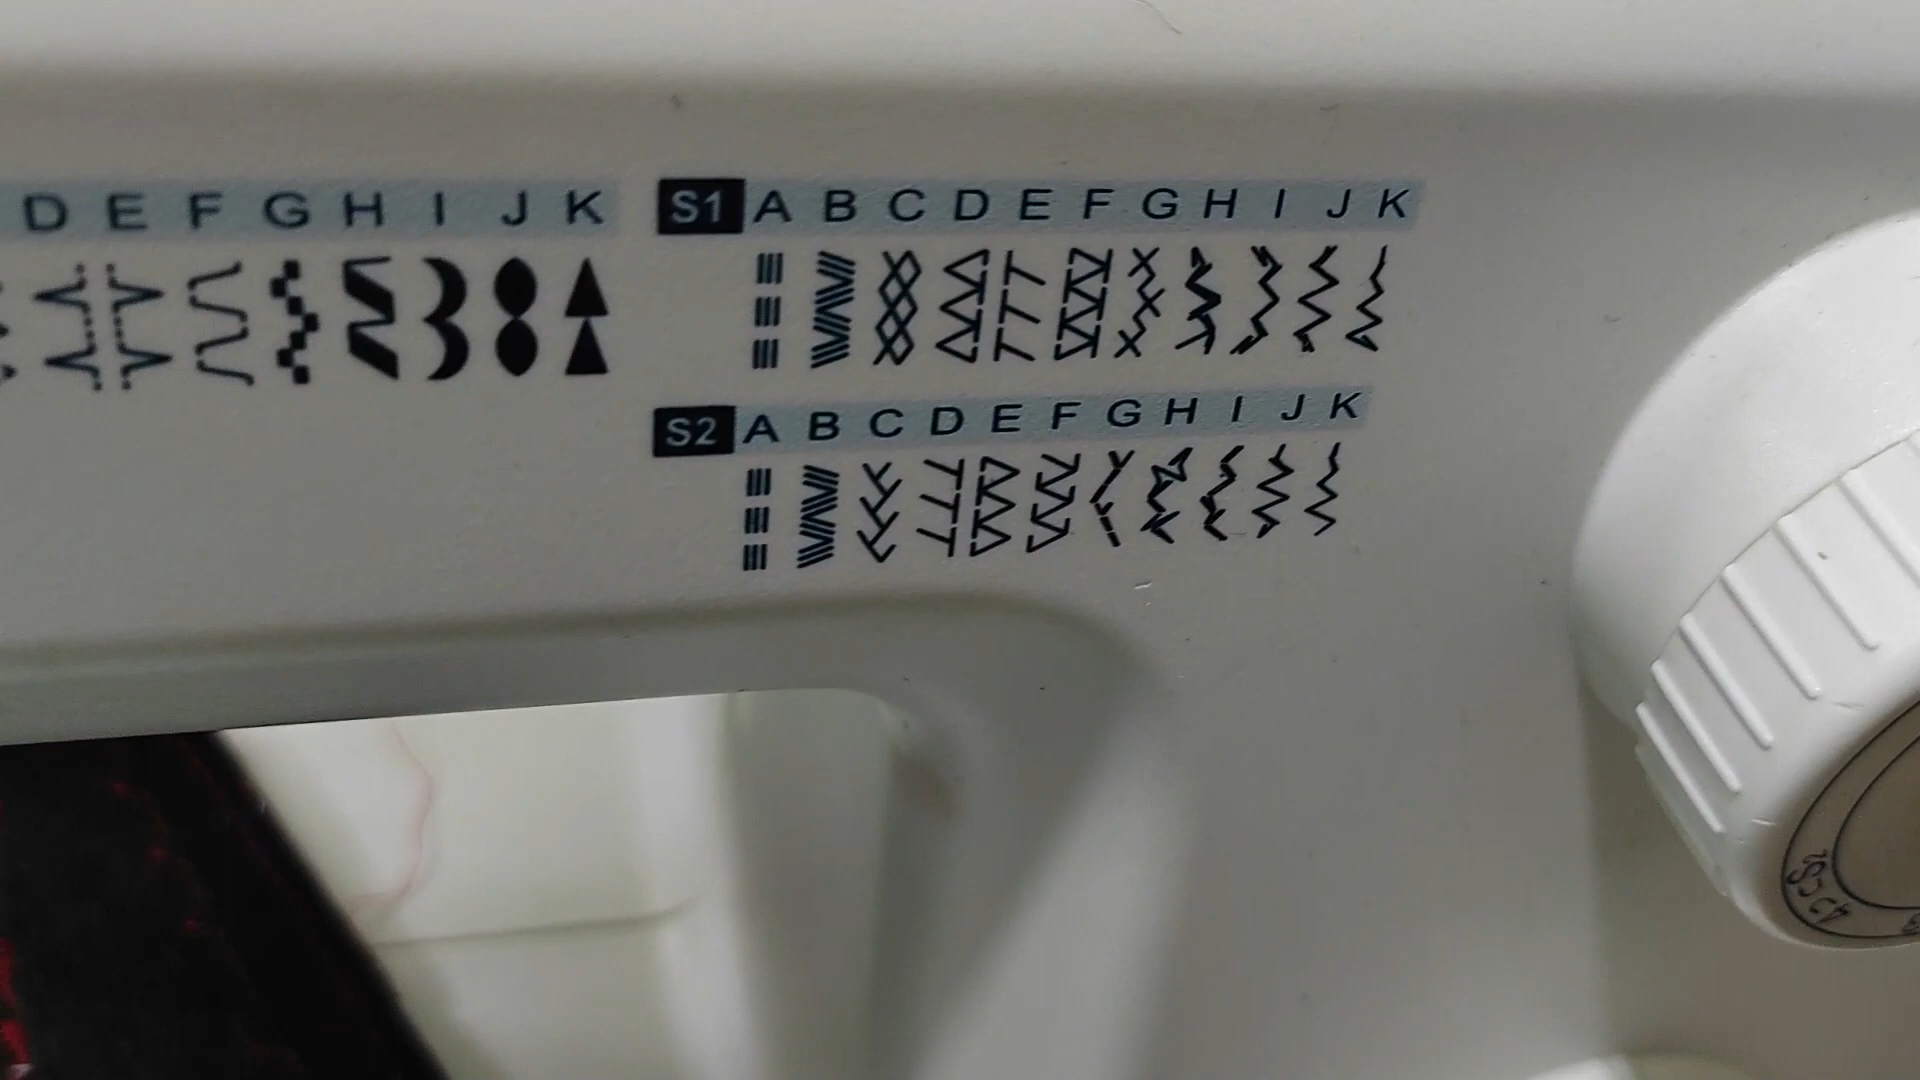 D E F G H I J K
S1 A B C D E F G H I J K
S2 A B C D E F G H I J K